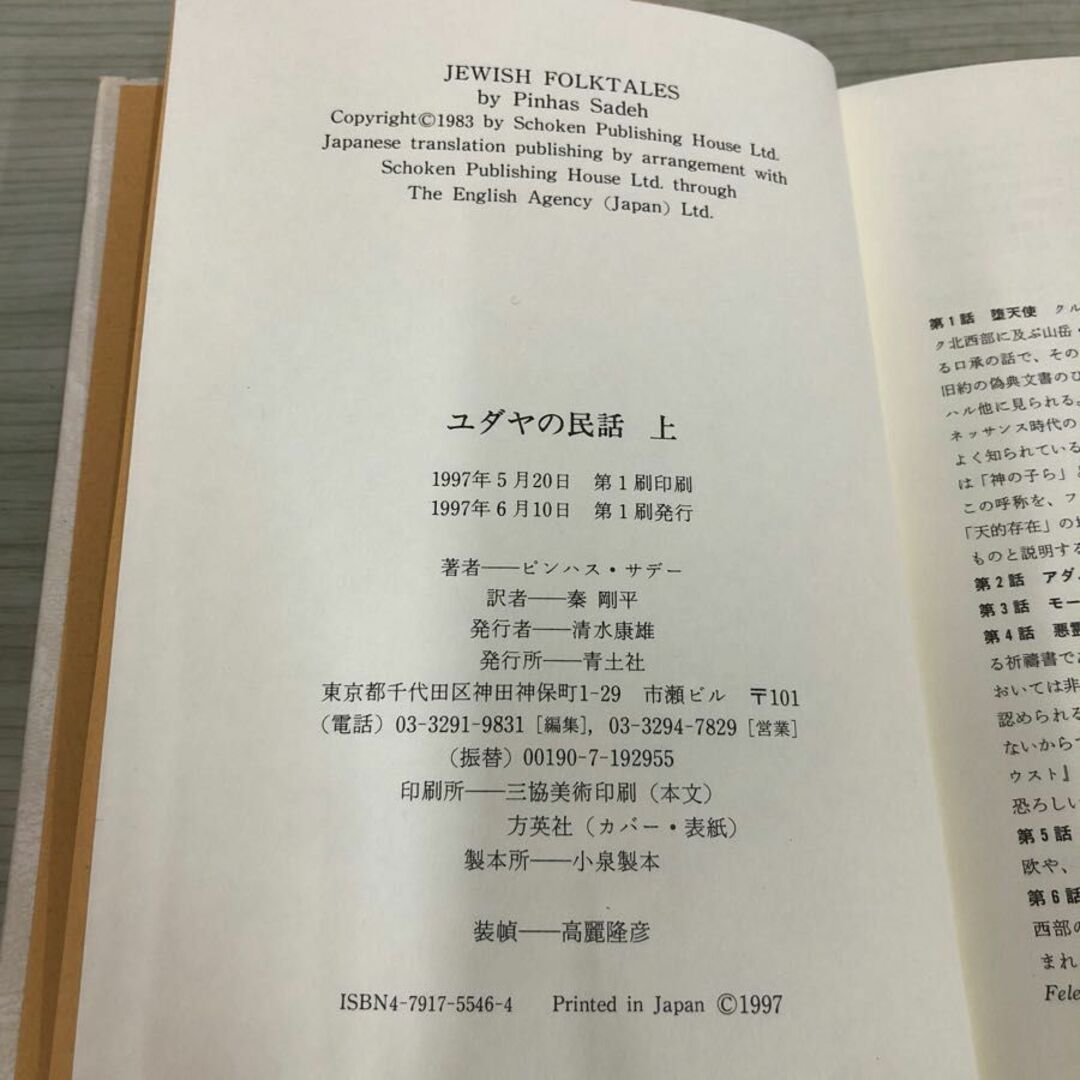 JEWISH FOLKTALES
by Pinhas Sadeh
Copyright©1983 by Schoken Publishing House Ltd.
Japanese translation publishing by arrangement with
Schoken Publishing House Ltd. through
The English Agency (Japan) Ltd.
ユダヤの民話 上
1997年5月20日 第1刷印刷
1997年6月10日 第1刷発行
著者——ピンハス・サデー
訳者——秦 剛平
発行者——清水康雄
発行所——青土社
東京都千代田区神田神保町1-29 市瀬ビル 〒101
(電話) 03-3291-9831 [編集], 03-3294-7829 [営業]
(振替) 00190-7-192955
印刷所——三協美術印刷(本文)
方英社(カバー・表紙)
製本所——小泉製本
装幀——高麗隆彦
ISBN4-7917-5546-4 Printed in Japan ©1997
第1話 堕天使 クル
ク北西部に及ぶ山岳・
る口承の話で、その
旧約の偽典文書のひ
ハル他に見られる。
ネッサンス時代の
よく知られている
は「神の子ら」と
この呼称を、フ
「天的存在」の
ものと説明する
第2話 アダ
第3話 モー
第4話 悪霊
る祈禱書で
おいては非
認められる
ないからで
ウスト』
恐ろしい
第5話
欧や、
第6話
西部の
まれ
Fele